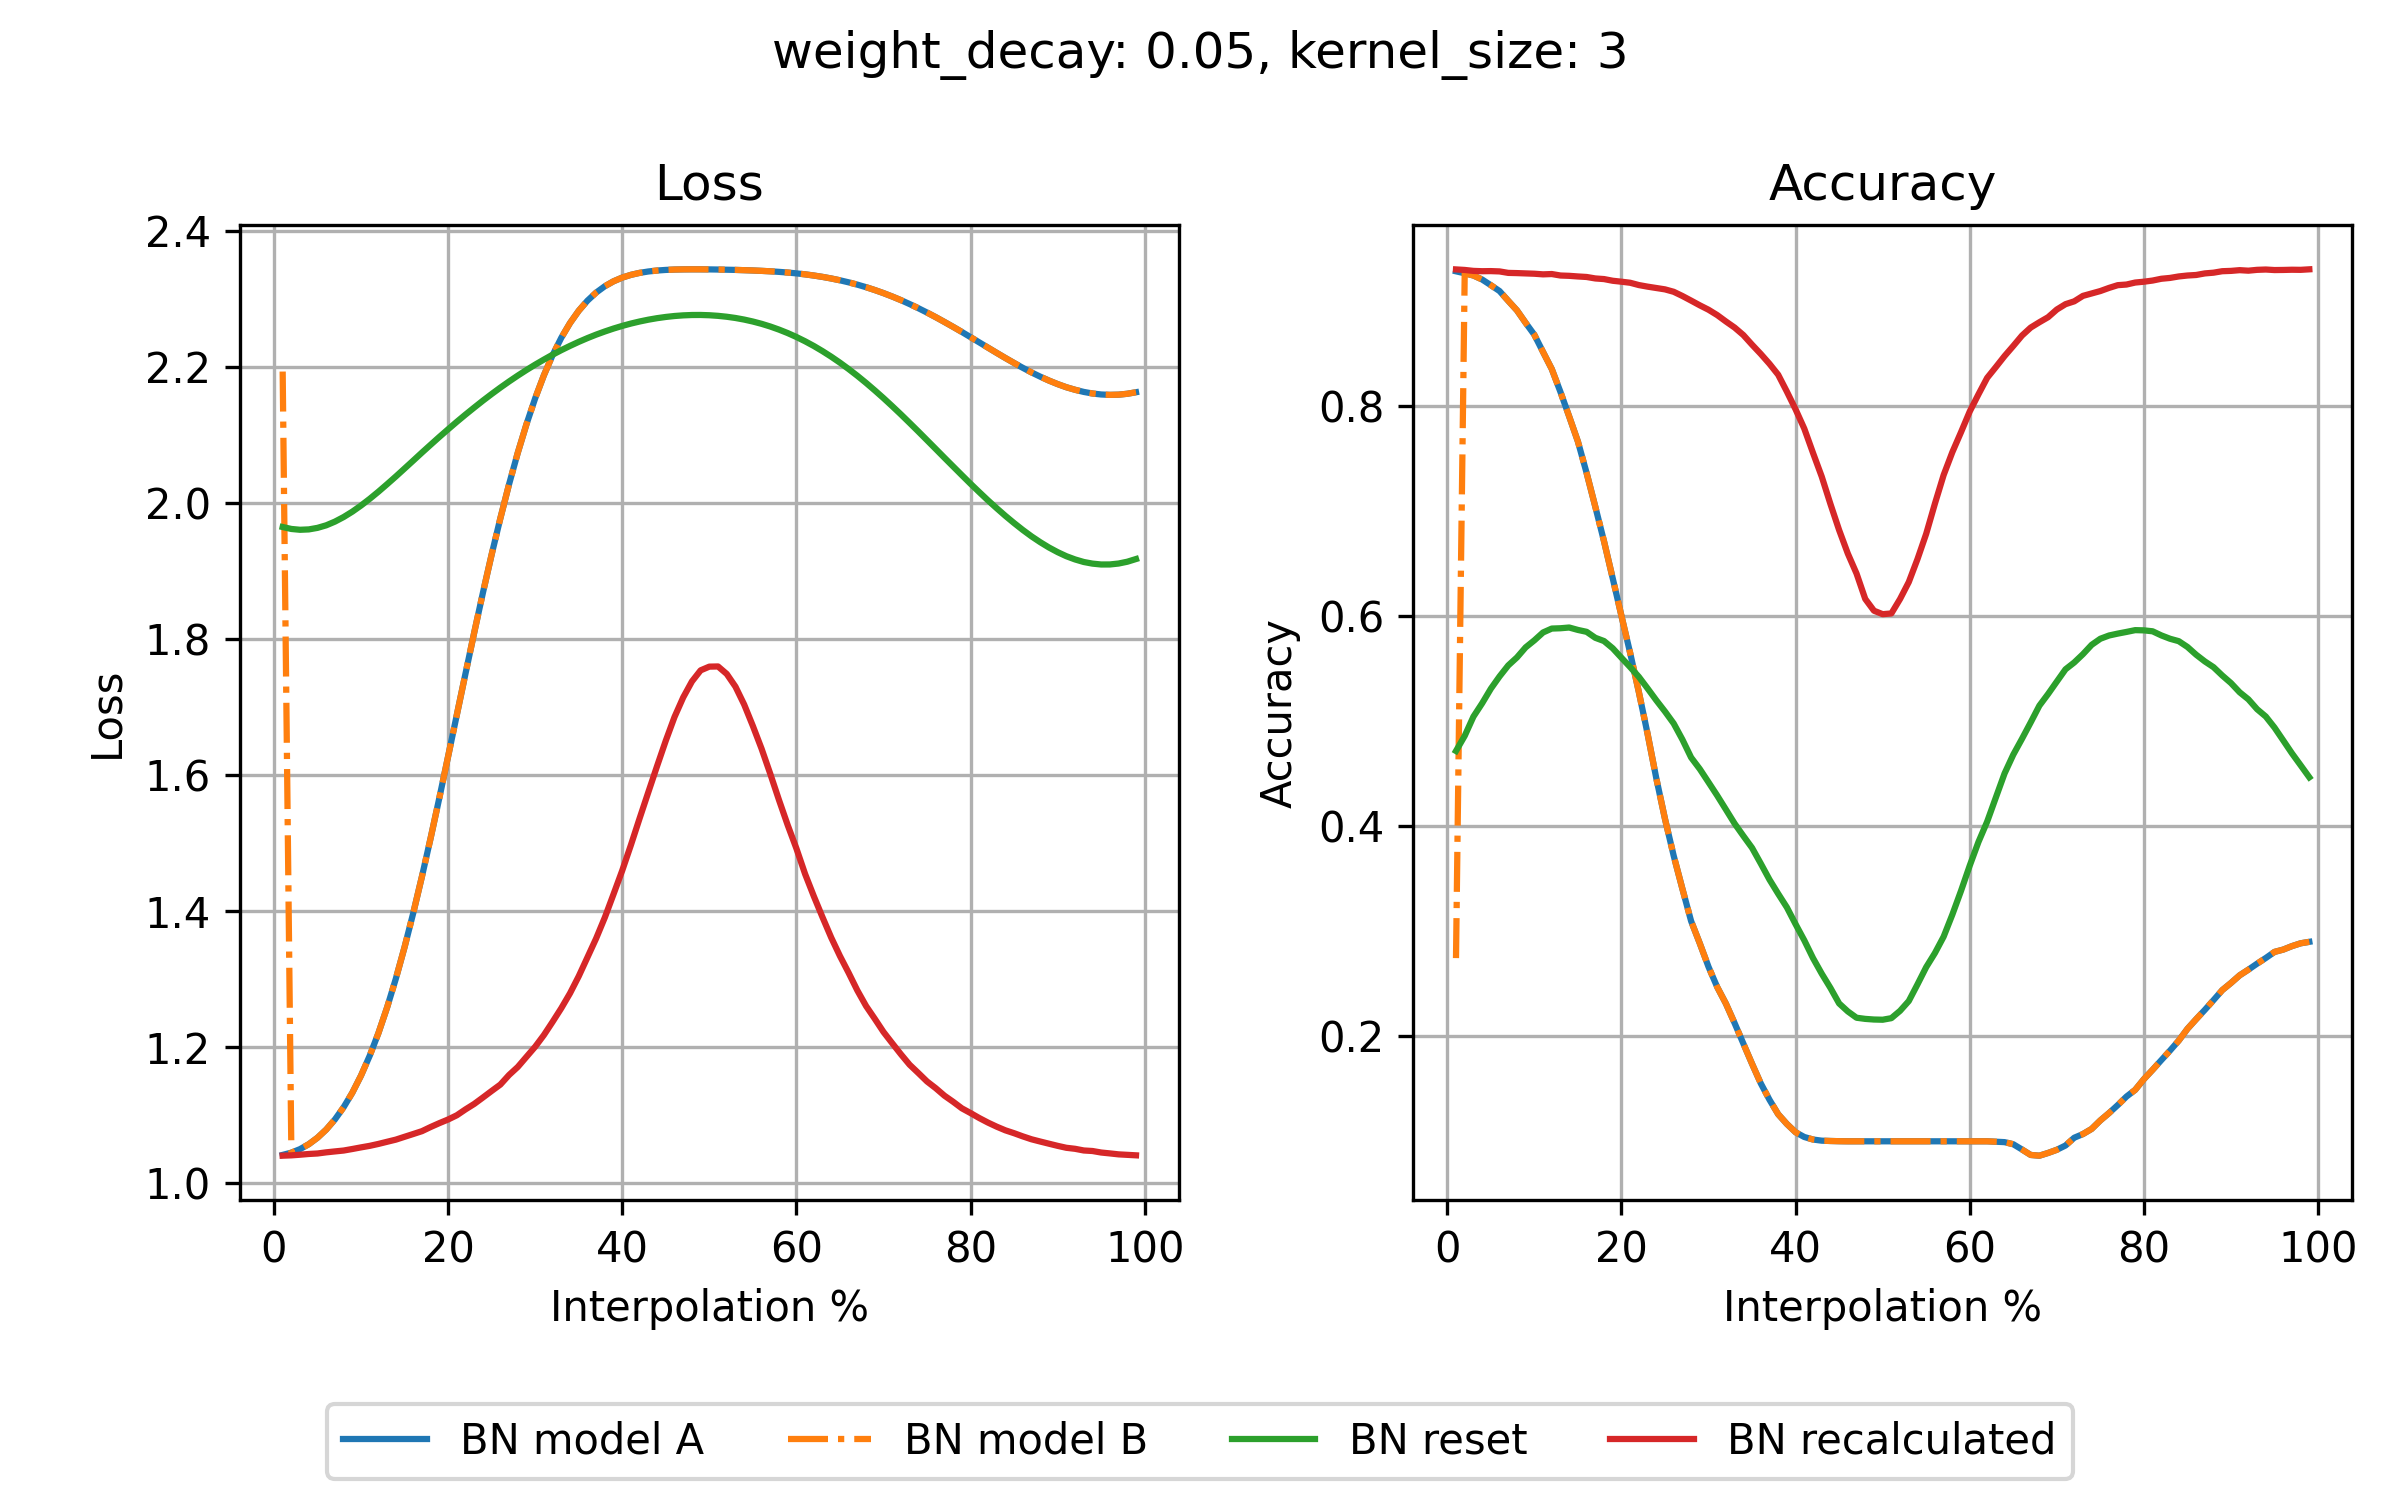 weight_decay: 0.05, kernel_size: 3
Loss
2.4
2.2
2.0
1.8
1.6
1.4
1.2
1.0
Loss
0 20 40 60 80 100
Interpolation %
Accuracy
0.8
0.6
0.4
0.2
Accuracy
0 20 40 60 80 100
Interpolation %
BN model A BN model B BN reset BN recalculated